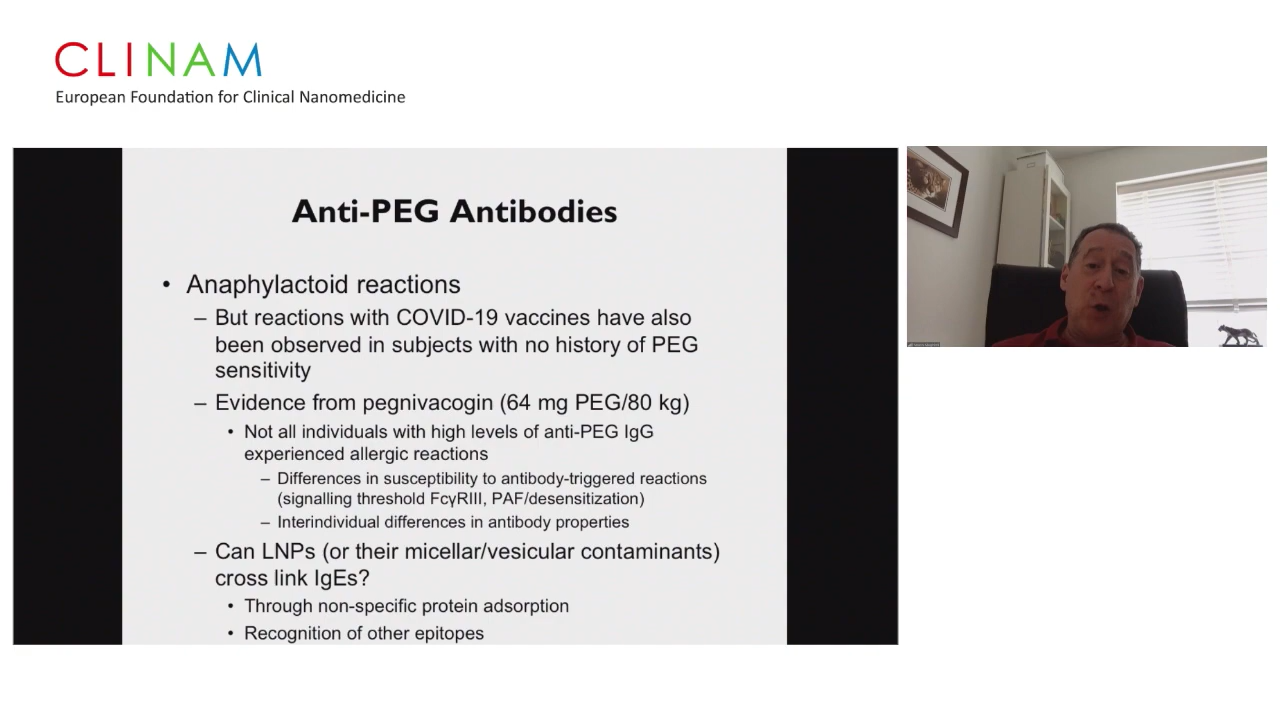 CLINAM
European Foundation for Clinical Nanomedicine
Anti-PEG Antibodies
• Anaphylactoid reactions
– But reactions with COVID-19 vaccines have also
been observed in subjects with no history of PEG
sensitivity
– Evidence from pegnivacogin (64 mg PEG/80 kg)
• Not all individuals with high levels of anti-PEG IgG
experienced allergic reactions
– Differences in susceptibility to antibody-triggered reactions
(signalling threshold FcγRIII, PAF/desensitization)
– Interindividual differences in antibody properties
– Can LNPs (or their micellar/vesicular contaminants)
cross link IgEs?
• Through non-specific protein adsorption
• Recognition of other epitopes